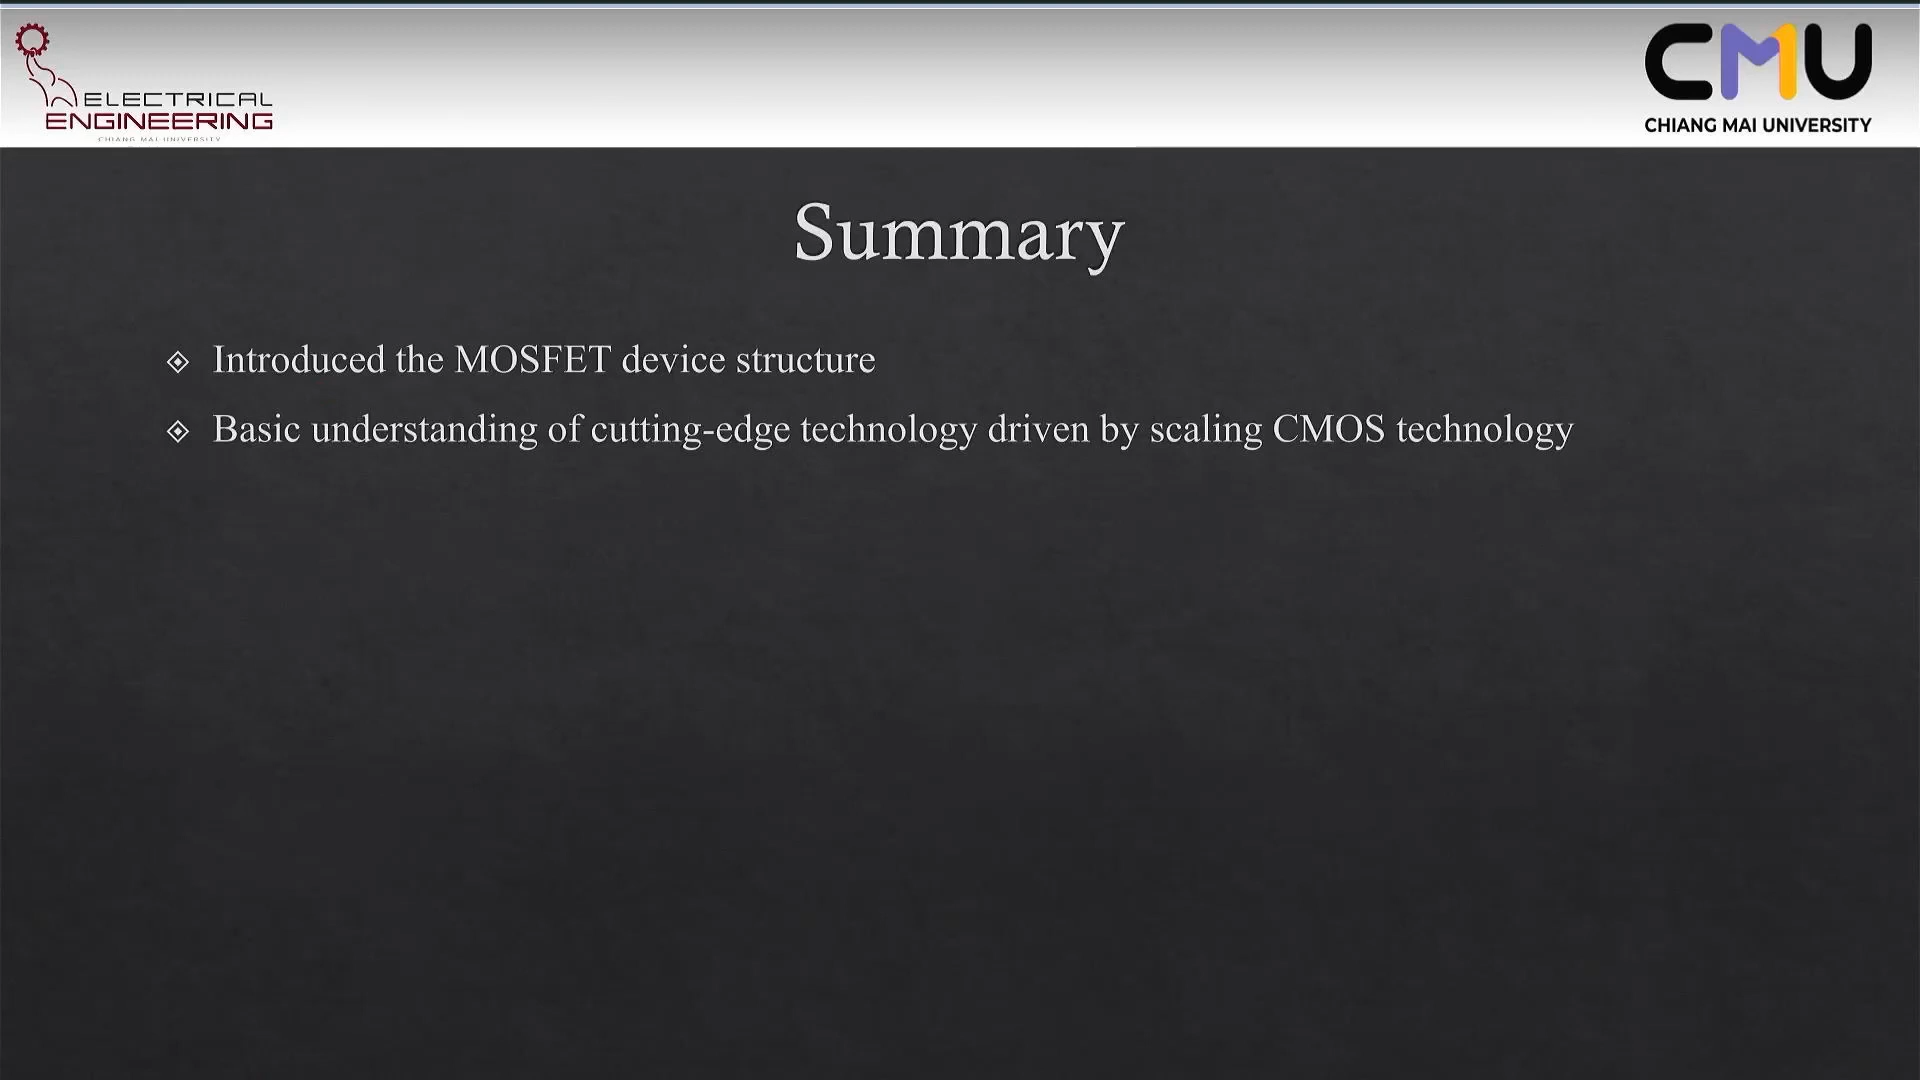 ELECTRICAL
ENGINEERING
CHIANG MAI UNIVERSITY
CMU
CHIANG MAI UNIVERSITY
Summary
Introduced the MOSFET device structure
Basic understanding of cutting-edge technology driven by scaling CMOS technology